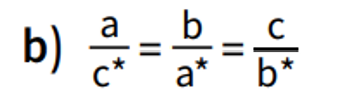 b) a/c* = b/a* = c/b*